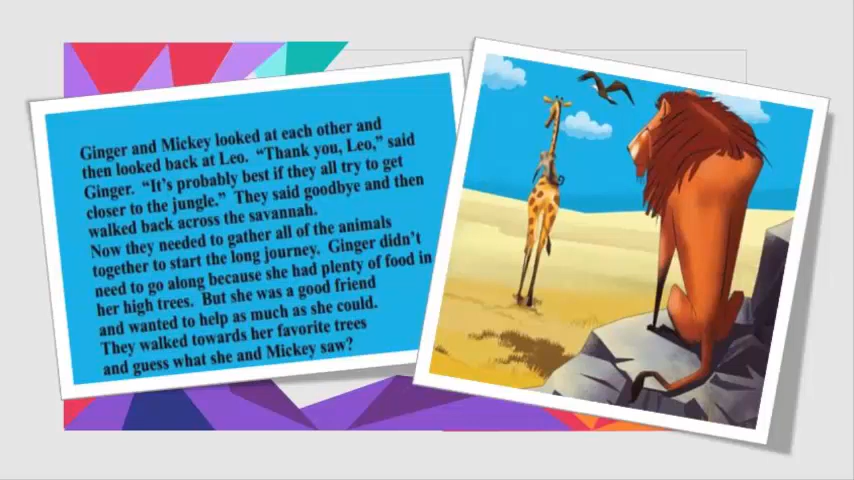 Ginger and Mickey looked at each other and
then looked back at Leo.  “Thank you, Leo,” said
Ginger.  “It’s probably best if they all try to get
closer to the jungle.”  They said goodbye and then
walked back across the savannah.
Now they needed to gather all of the animals
together to start the long journey.  Ginger didn’t
need to go along because she had plenty of food in
her high trees.  But she was a good friend
and wanted to help as much as she could.
They walked towards her favorite trees
and guess what she and Mickey saw?